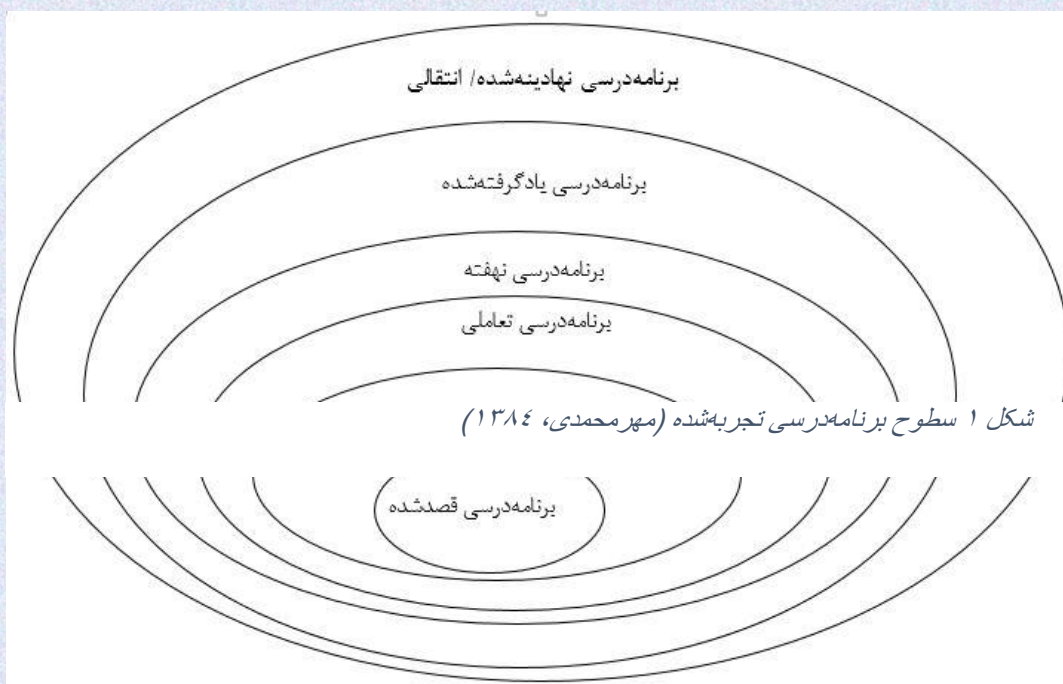 برنامه‌درسی نهادینه‌شده/ انتقالی
برنامه‌درسی یادگرفته‌شده
برنامه‌درسی نهفته
برنامه‌درسی تعاملی
شکل ۱ سطوح برنامه‌درسی تجربه‌شده (مهرمحمدی، ۱۳۸٤)
برنامه‌درسی قصدشده